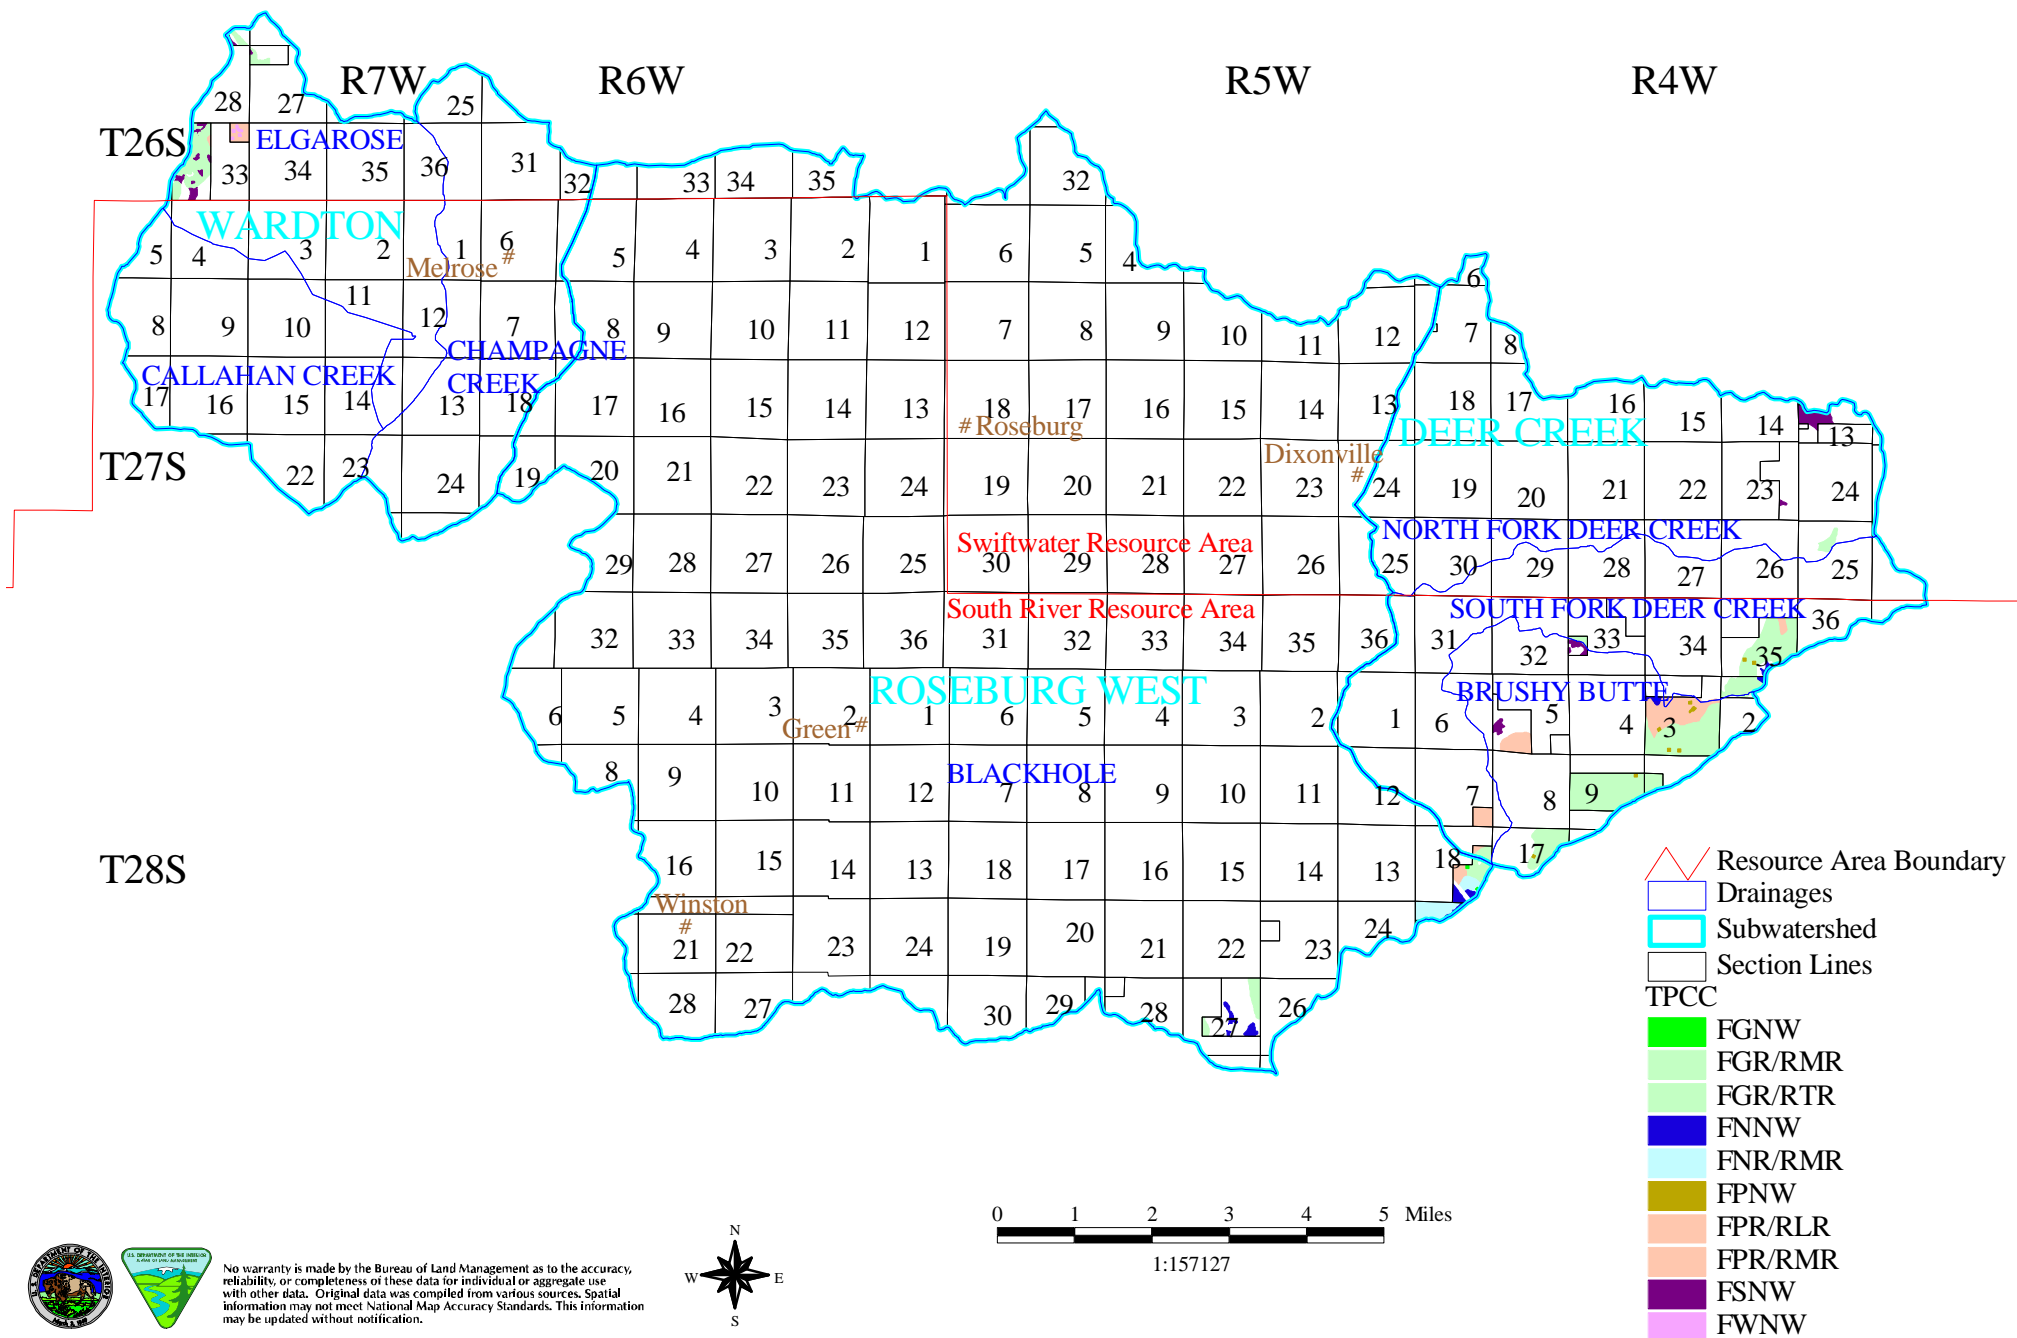 R7W R6W R5W R4W
28 27 25
T26S
ELGAROSE
33 34 35 36 31 32 33 34 35 32
WARDTON
5 4 3 2 1 6 5 4 3 2 1 6 5 4 6
Melrose #
8 9 10 11 12 7 8 9 10 11 12 7 8 9 10 11 12 7 8
CHAMPAGNE
CREEK
CALLAHAN CREEK
17 16 15 14 13 18 17 16 15 14 13 18 17 16 15 14 13 18 17 16 15 14 13
# Roseburg
DEER CREEK
Dixonville
#
T27S
22 23 24 19 20 21 22 23 24 19 20 21 22 23 24 19 20 21 22 23 24
NORTH FORK DEER CREEK
Swiftwater Resource Area
29 28 27 26 25 30 29 28 27 26 25 30 29 28 27 26 25
South River Resource Area
SOUTH FORK DEER CREEK
32 33 34 35 36 31 32 33 34 35 36 31 32 33 34 35 36
ROSEBURG WEST
BRUSHY BUTTE
6 5 4 3 2 1 6 5 4 3 2 1 6 5 4 3 2
Green #
BLACKHOLE
8 9 10 11 12 7 8 9 10 11 12 7 8 9
T28S
16 15 14 13 18 17 16 15 14 13 18 17
Winston
#
21 22 23 24 19 20 21 22 23 24
28 27 30 29 28 27 26
Resource Area Boundary
Drainages
Subwatershed
Section Lines
TPCC
FGNW
FGR/RMR
FGR/RTR
FNNW
FNR/RMR
FPNW
FPR/RLR
FPR/RMR
FSNW
FWNW
0 1 2 3 4 5 Miles
1:157127
N
W E
S
U.S. DEPARTMENT OF THE INTERIOR
March 3, 1849
U.S. DEPARTMENT OF THE INTERIOR
BUREAU OF LAND MANAGEMENT
No warranty is made by the Bureau of Land Management as to the accuracy,
reliability, or completeness of these data for individual or aggregate use
with other data. Original data was compiled from various sources. Spatial
information may not meet National Map Accuracy Standards. This information
may be updated without notification.